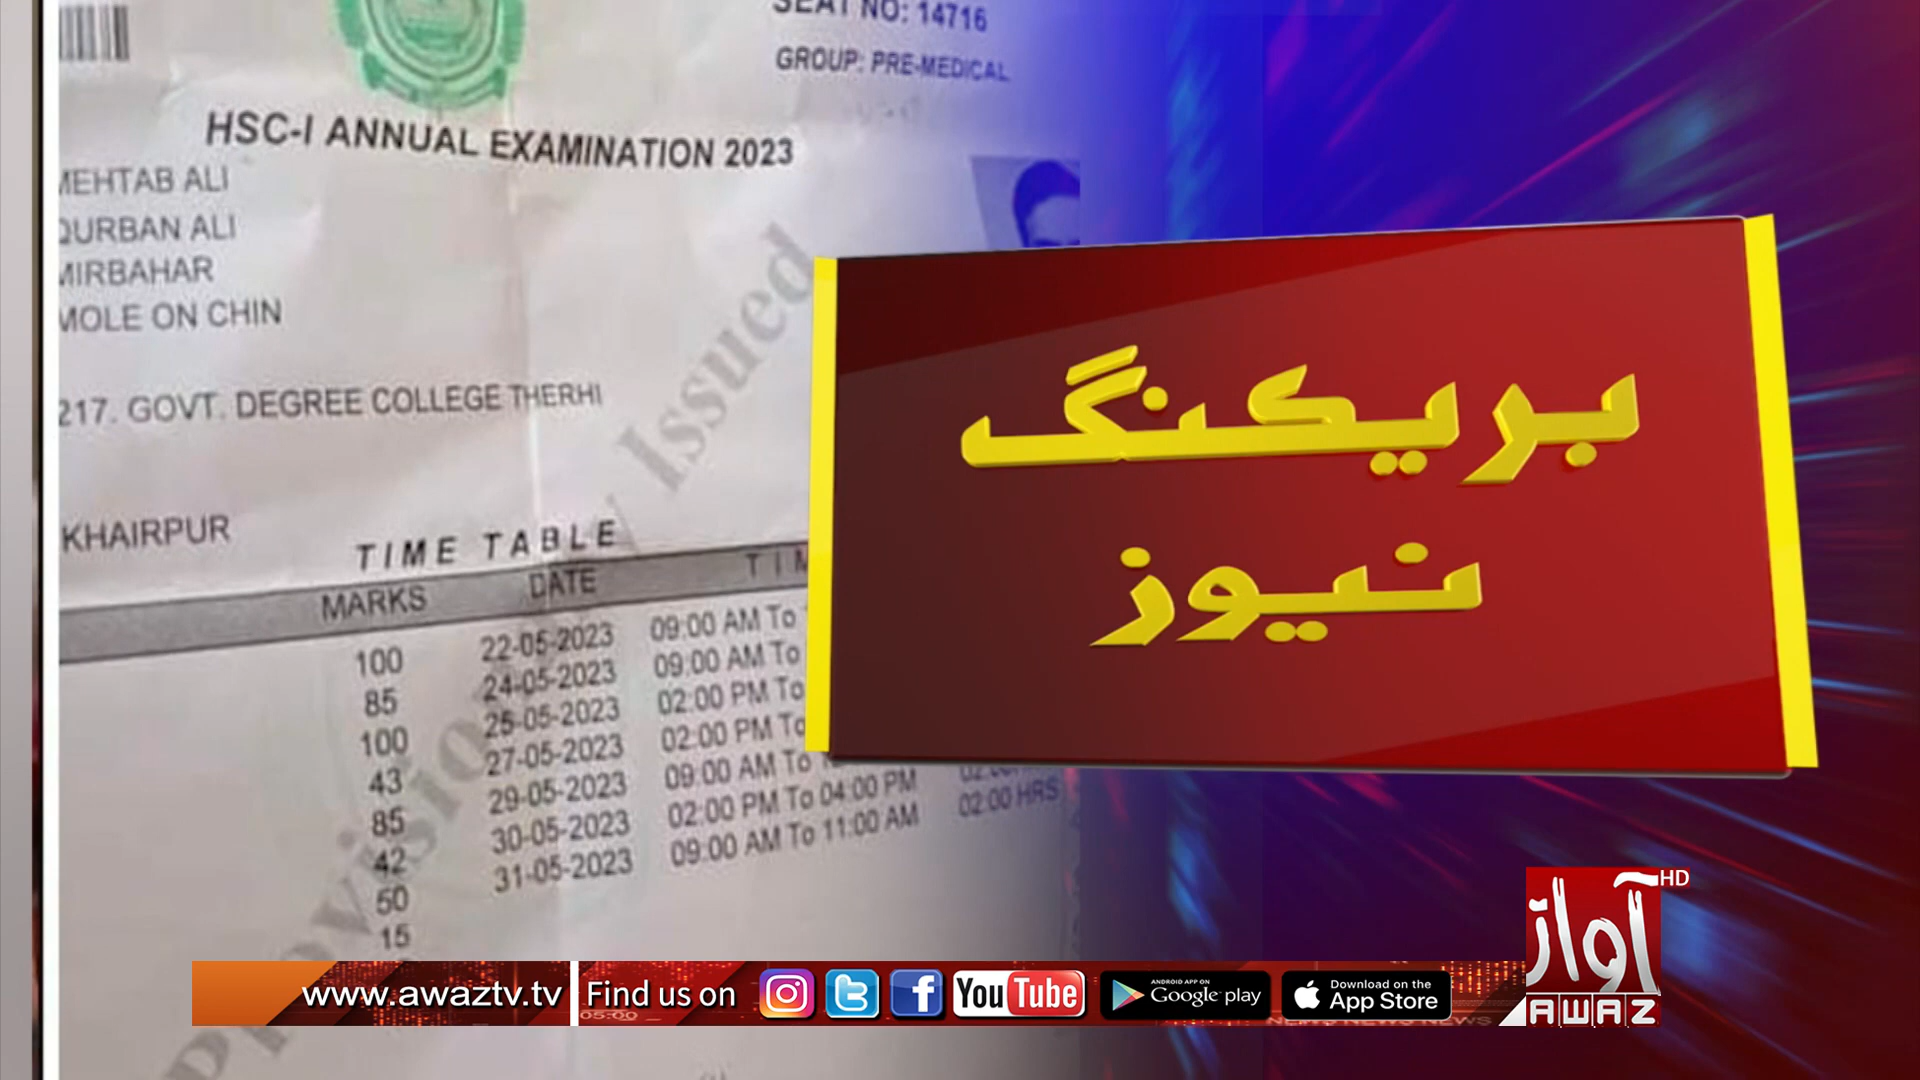 SEAT NO: 14716
GROUP: PRE-MEDICAL
HSC-I ANNUAL EXAMINATION 2023
MEHTAB ALI
QURBAN ALI
MIRBAHAR
MOLE ON CHIN
217. GOVT. DEGREE COLLEGE THERHI
KHAIRPUR
Issued
TIME TABLE
MARKS DATE
100 22-05-2023 09:00 AM To
85 24-05-2023 09:00 AM To
100 25-05-2023 02:00 PM To
43 27-05-2023 02:00 PM To
85 29-05-2023 09:00 AM To
42 30-05-2023 02:00 PM To 04:00 PM
50 31-05-2023 09:00 AM To 11:00 AM 02:00 HRS
15
بریکنگ
نیوز
HD
آواز
AWAZ
www.awaztv.tv
Find us on
YouTube
ANDROID APP ON
Google play
Download on the
App Store